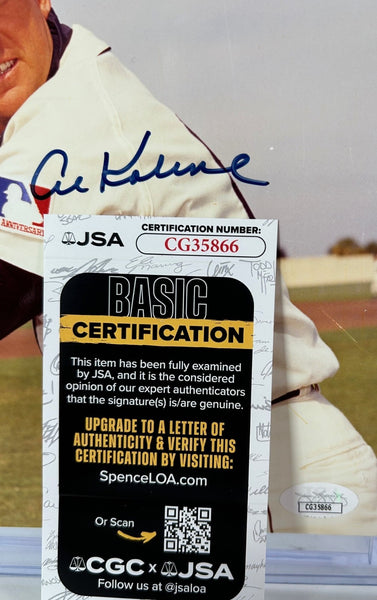 Al Kaline
ANNIVERSARY
JSA
CERTIFICATION NUMBER:
CG35866
BASIC
CERTIFICATION
This item has been fully examined
by JSA, and it is the considered
opinion of our expert authenticators
that the signature(s) is/are genuine.
UPGRADE TO A LETTER OF
AUTHENTICITY & VERIFY THIS
CERTIFICATION BY VISITING:
SpenceLOA.com
Or Scan
CGC x JSA
Follow us at @jsaloa
CG35866